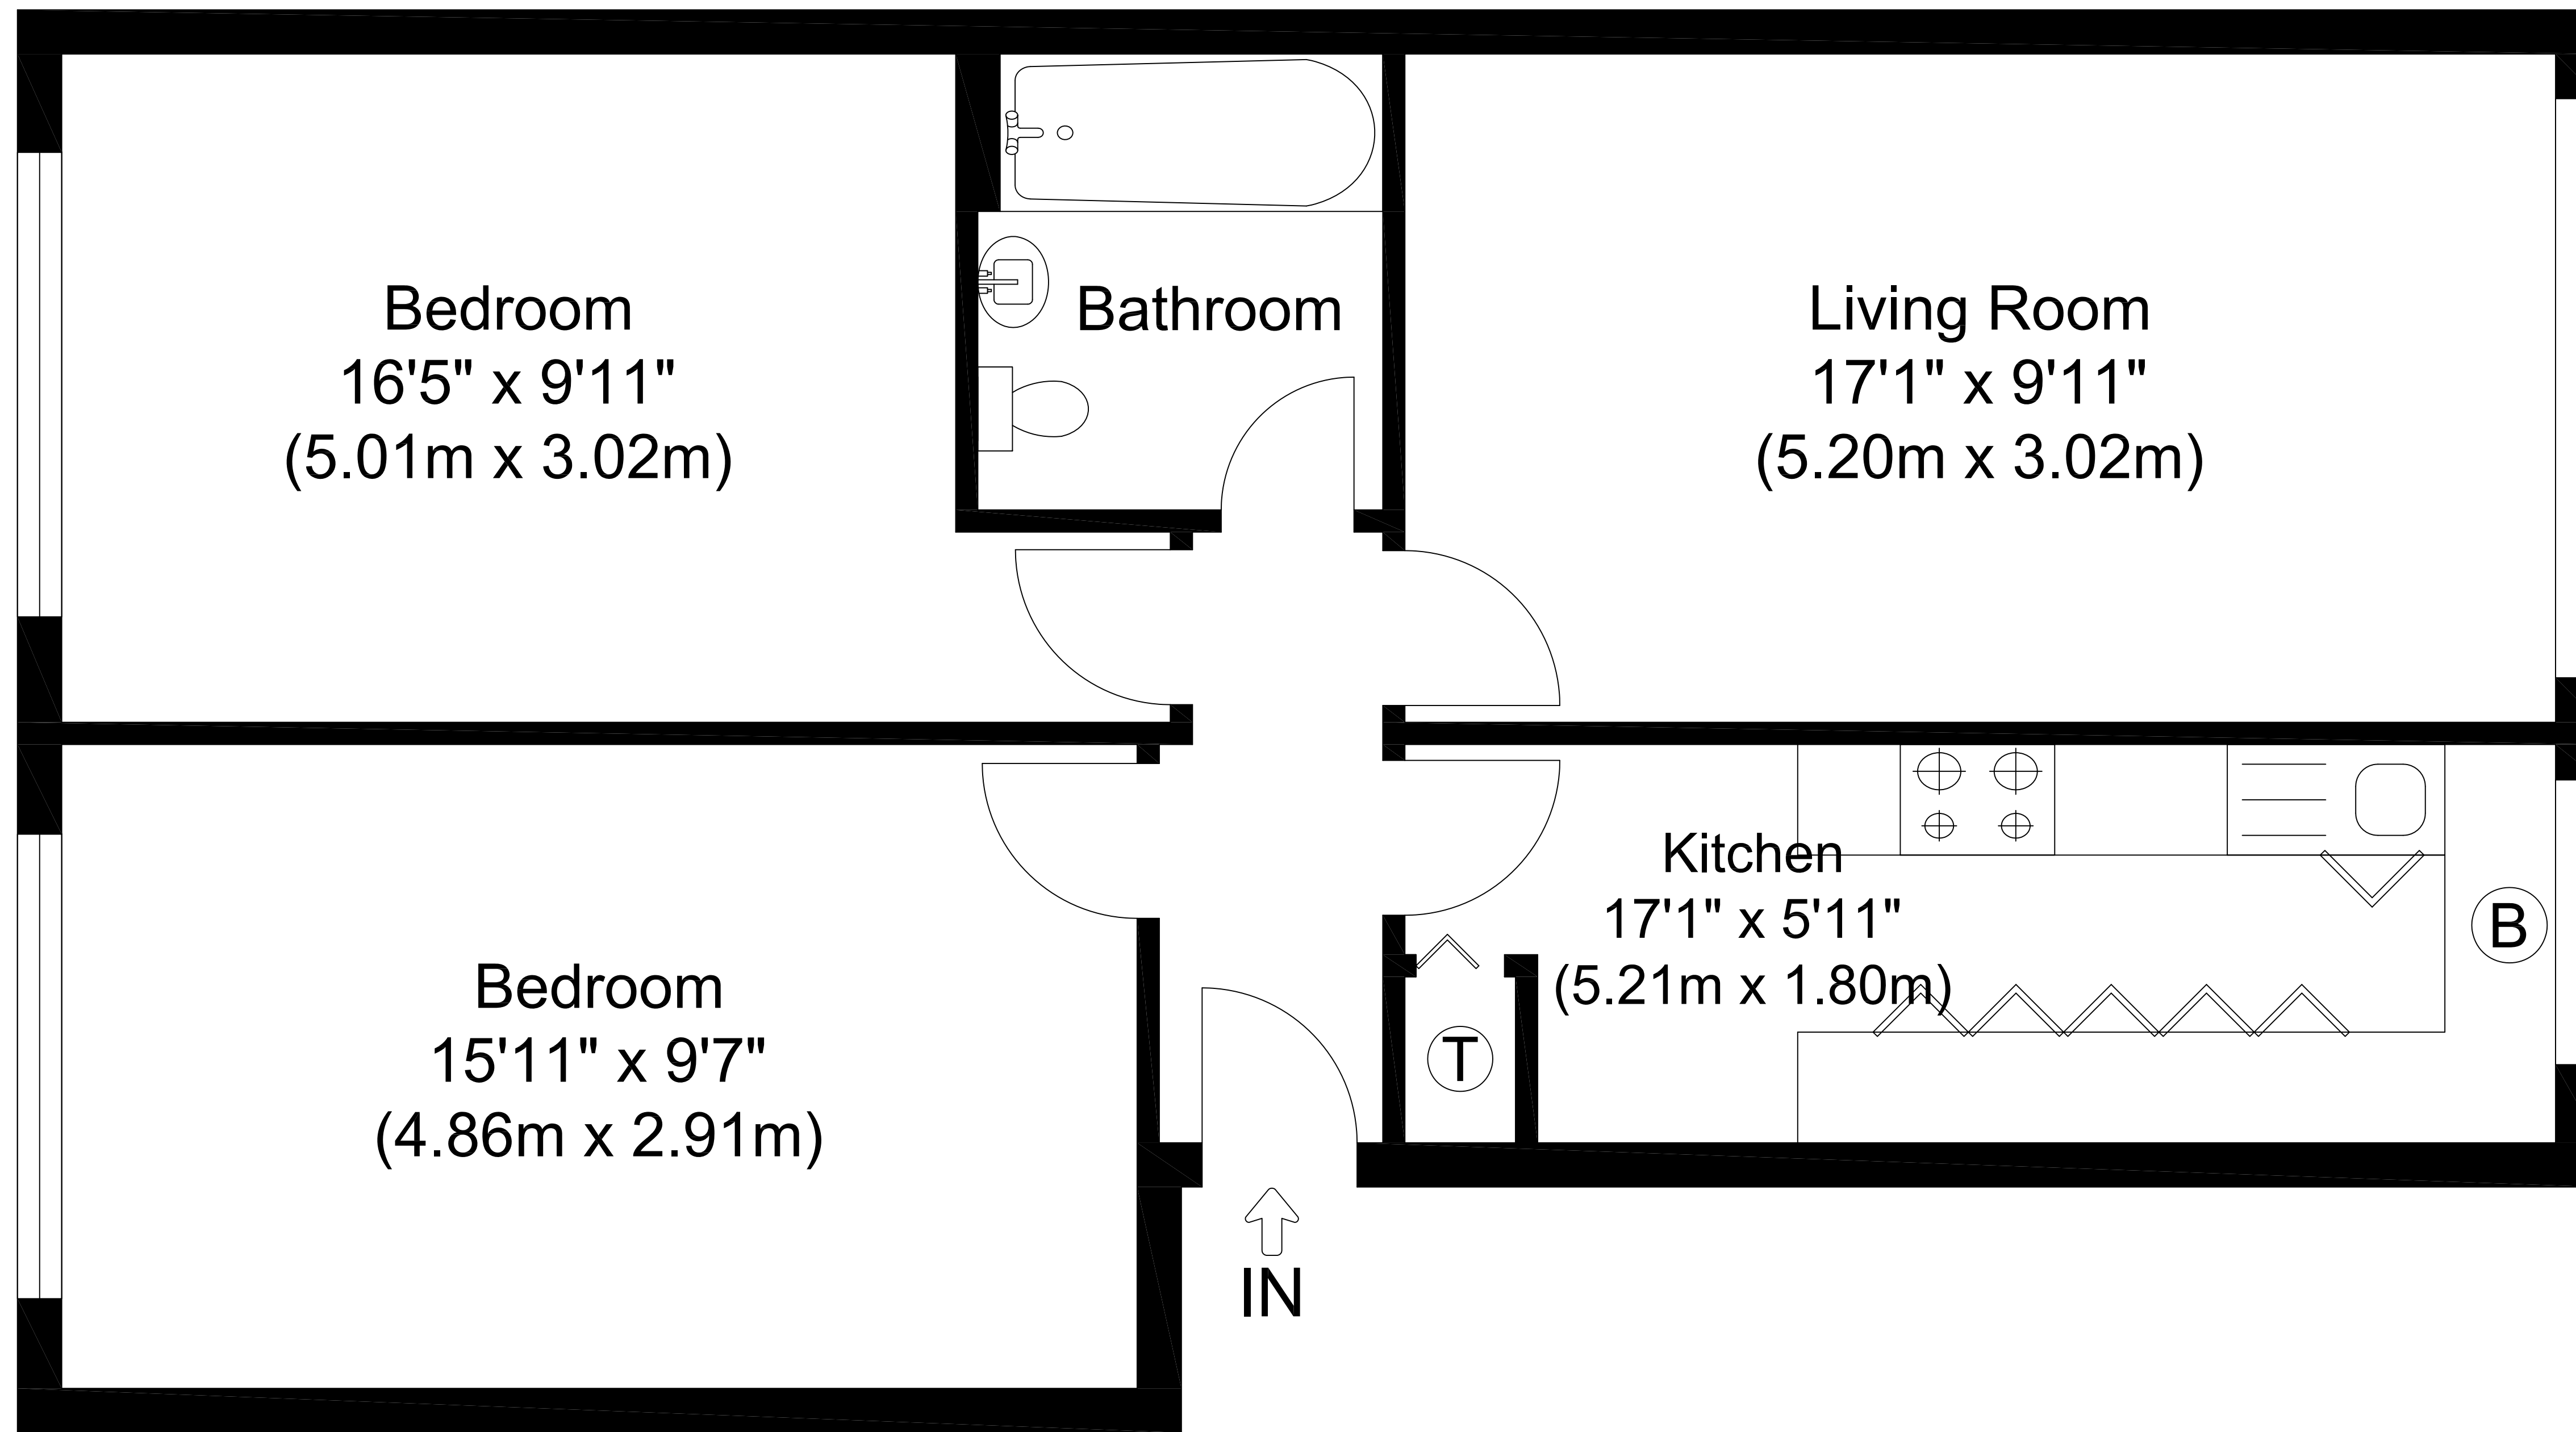 Bedroom
16'5" x 9'11"
(5.01m x 3.02m)
Bathroom
Living Room
17'1" x 9'11"
(5.20m x 3.02m)
Kitchen
17'1" x 5'11"
(5.21m x 1.80m)
B
T
Bedroom
15'11" x 9'7"
(4.86m x 2.91m)
IN